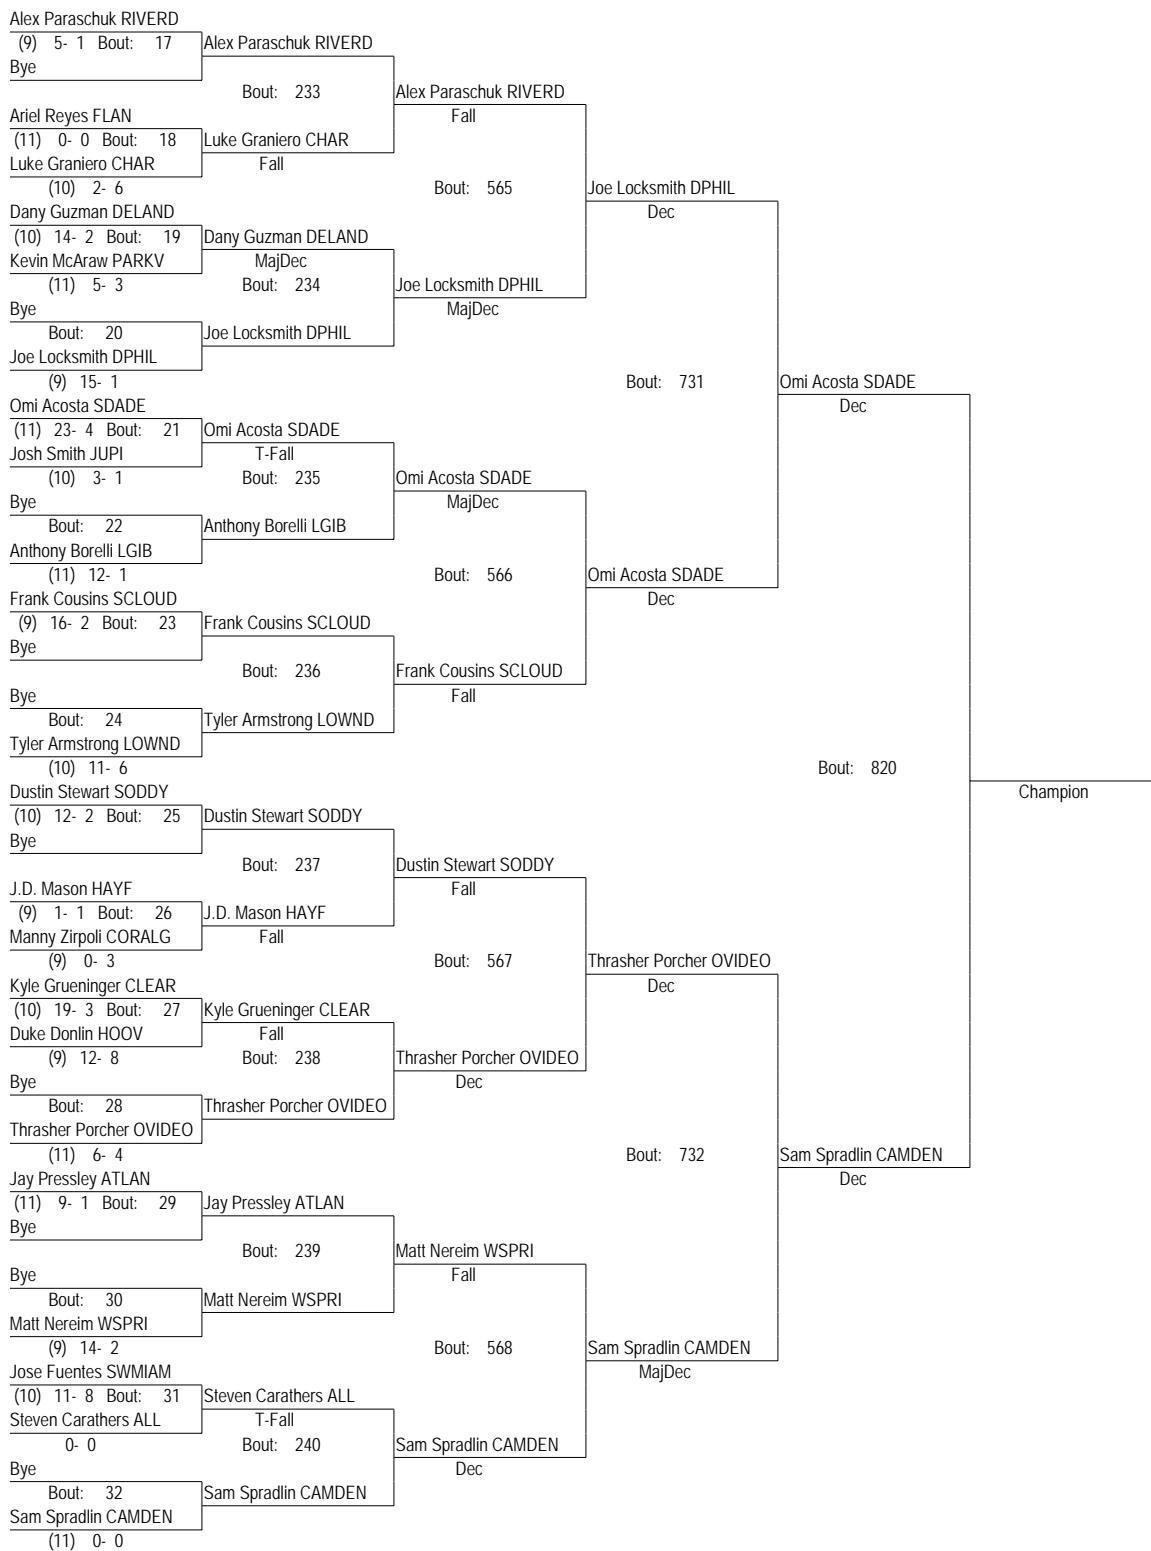 Alex Paraschuk RIVERD
(9) 5- 1 Bout: 17 Alex Paraschuk RIVERD
Bye
Bout: 233 Alex Paraschuk RIVERD
Ariel Reyes FLAN Fall
(11) 0- 0 Bout: 18 Luke Graniero CHAR
Luke Graniero CHAR Fall
(10) 2- 6 Bout: 565 Joe Locksmith DPHIL
Dany Guzman DELAND Dec
(10) 14- 2 Bout: 19 Dany Guzman DELAND
Kevin McAraw PARKV MajDec
(11) 5- 3 Bout: 234 Joe Locksmith DPHIL
Bye MajDec
Bout: 20 Joe Locksmith DPHIL
Joe Locksmith DPHIL
(9) 15- 1 Bout: 731 Omi Acosta SDADE
Omi Acosta SDADE Dec
(11) 23- 4 Bout: 21 Omi Acosta SDADE
Josh Smith JUPI T-Fall
(10) 3- 1 Bout: 235 Omi Acosta SDADE
Bye MajDec
Bout: 22 Anthony Borelli LGIB
Anthony Borelli LGIB
(11) 12- 1 Bout: 566 Omi Acosta SDADE
Frank Cousins SCLOUD Dec
(9) 16- 2 Bout: 23 Frank Cousins SCLOUD
Bye
Bout: 236 Frank Cousins SCLOUD
Bye Fall
Bout: 24 Tyler Armstrong LOWND
Tyler Armstrong LOWND
(10) 11- 6 Bout: 820
Dustin Stewart SODDY Champion
(10) 12- 2 Bout: 25 Dustin Stewart SODDY
Bye
Bout: 237 Dustin Stewart SODDY
J.D. Mason HAYF Fall
(9) 1- 1 Bout: 26 J.D. Mason HAYF
Manny Zirpoli CORALG Fall
(9) 0- 3 Bout: 567 Thrasher Porcher OVIDEO
Kyle Grueninger CLEAR Dec
(10) 19- 3 Bout: 27 Kyle Grueninger CLEAR
Duke Donlin HOOV Fall
(9) 12- 8 Bout: 238 Thrasher Porcher OVIDEO
Bye Dec
Bout: 28 Thrasher Porcher OVIDEO
Thrasher Porcher OVIDEO
(11) 6- 4 Bout: 732 Sam Spradlin CAMDEN
Jay Pressley ATLAN Dec
(11) 9- 1 Bout: 29 Jay Pressley ATLAN
Bye
Bout: 239 Matt Nereim WSPRI
Bye Fall
Bout: 30 Matt Nereim WSPRI
Matt Nereim WSPRI
(9) 14- 2 Bout: 568 Sam Spradlin CAMDEN
Jose Fuentes SWMIAM MajDec
(10) 11- 8 Bout: 31 Steven Carathers ALL
Steven Carathers ALL T-Fall
0- 0 Bout: 240 Sam Spradlin CAMDEN
Bye Dec
Bout: 32 Sam Spradlin CAMDEN
Sam Spradlin CAMDEN
(11) 0- 0